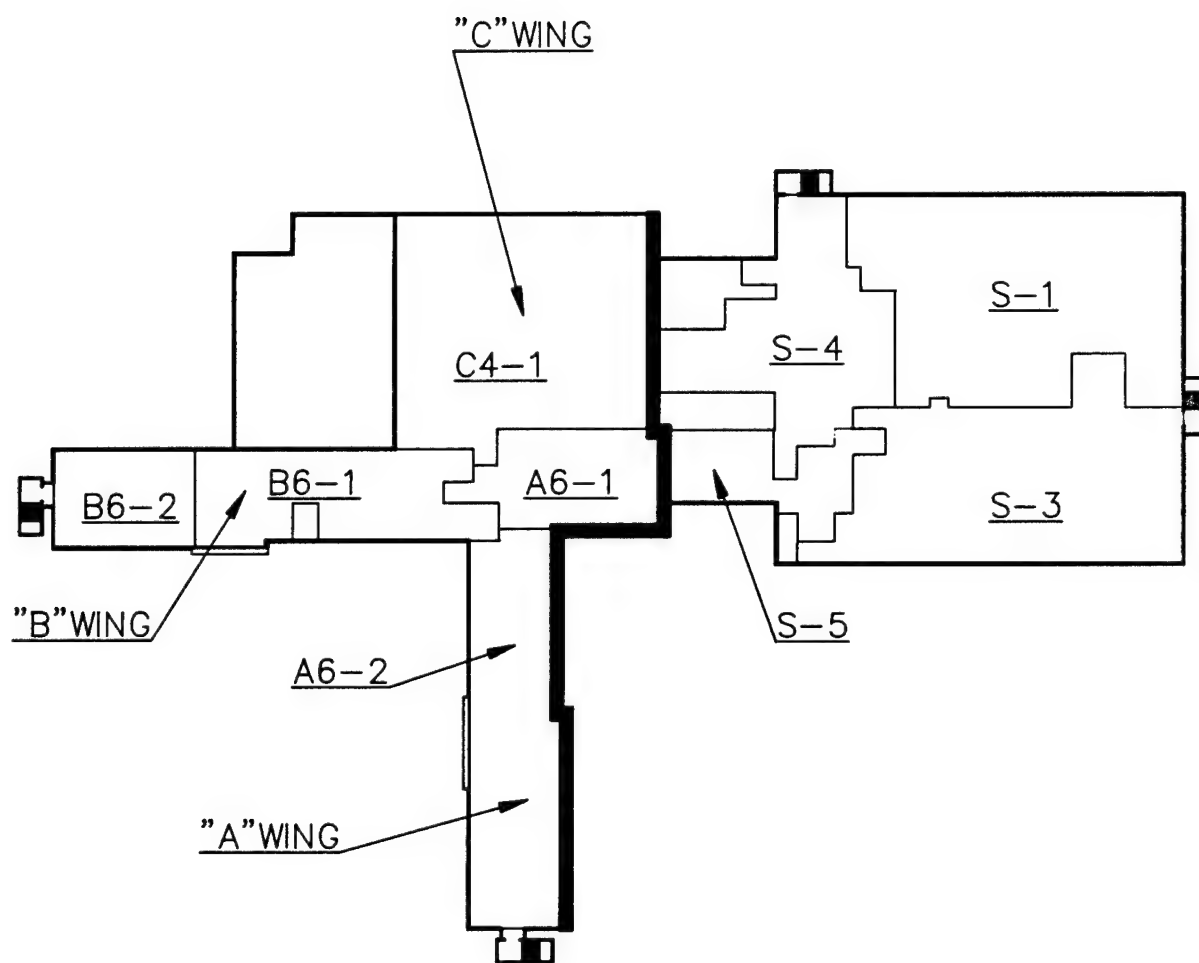 ”C”WING
S-1
S-4
C4-1
B6-1
A6-1
B6-2
S-3
”B”WING
S-5
A6-2
”A”WING